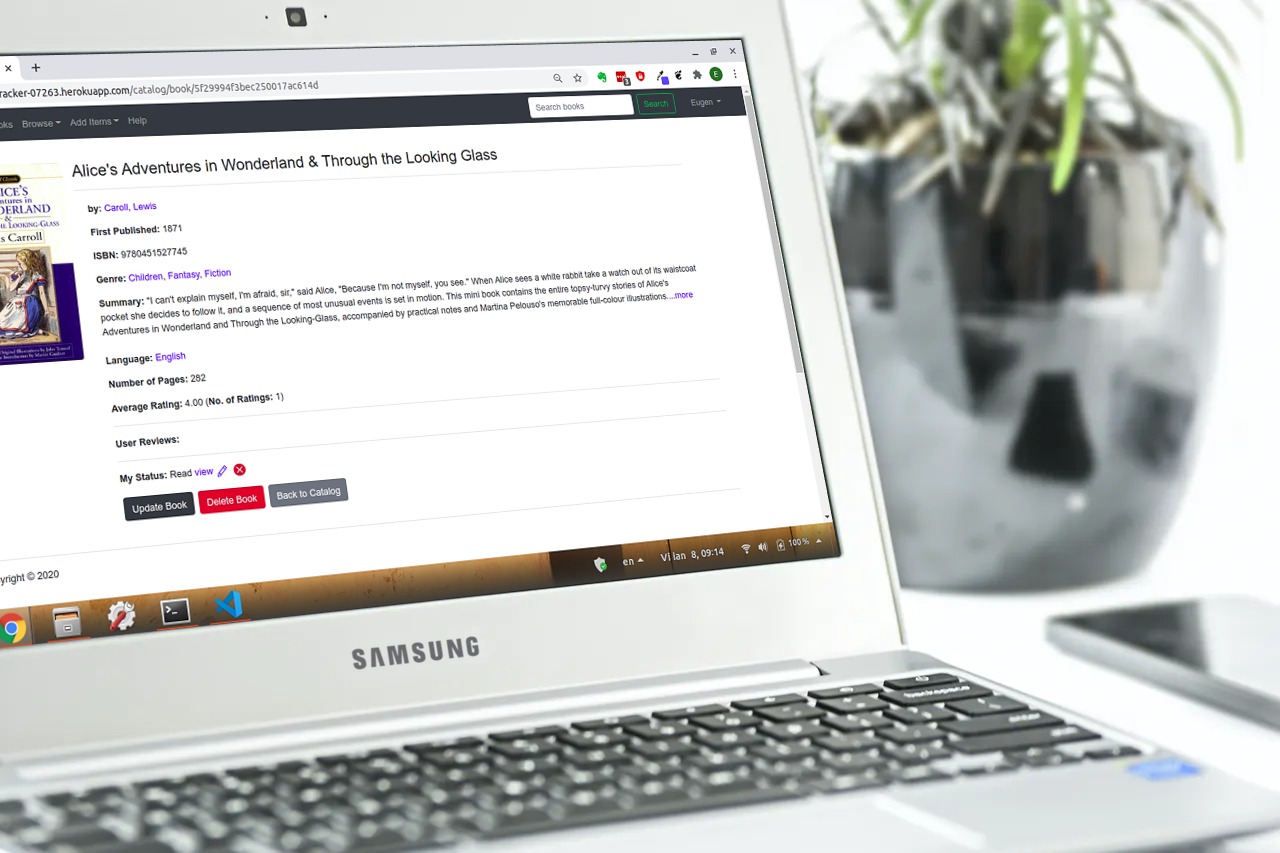 racker-07263.herokuapp.com/catalog/book/5f29994f3bec250017ac614d
oks Browse Add Items Help Search books Search Eugen
Alice's Adventures in Wonderland & Through the Looking Glass
ICE'S
ntures in
DERLAND
&
HE LOOKING-GLASS
s Carroll
by: Caroll, Lewis
First Published: 1871
ISBN: 9780451527745
Genre: Children, Fantasy, Fiction
Summary: "I can't explain myself, I'm afraid, sir," said Alice, "Because I'm not myself, you see." When Alice sees a white rabbit take a watch out of its waistcoat
pocket she decides to follow it, and a sequence of most unusual events is set in motion. This mini book contains the entire topsy-turvy stories of Alice's
Adventures in Wonderland and Through the Looking-Glass, accompanied by practical notes and Martina Pelouso's memorable full-colour illustrations....more
Language: English
Number of Pages: 282
Average Rating: 4.00 (No. of Ratings: 1)
User Reviews:
My Status: Read view
Update Book Delete Book Back to Catalog
yright © 2020
en Vi Ian 8, 09:14 100 %
SAMSUNG
backspace
enter